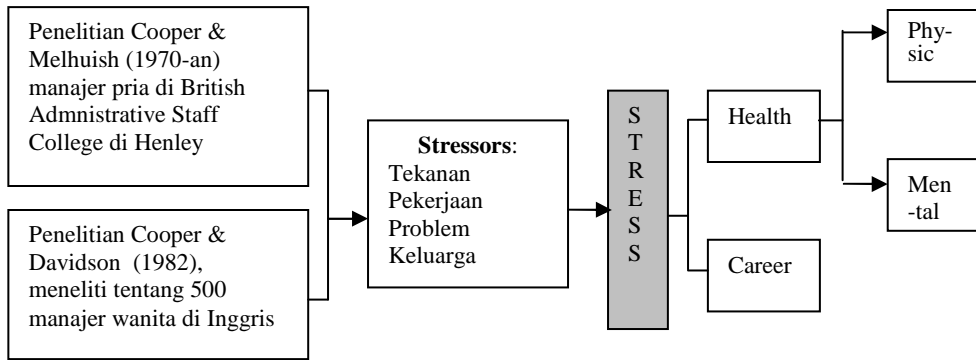 Penelitian Cooper &
Melhuish (1970-an)
manajer pria di British
Admnistrative Staff
College di Henley
Penelitian Cooper &
Davidson (1982),
meneliti tentang 500
manajer wanita di Inggris
Stressors:
Tekanan
Pekerjaan
Problem
Keluarga
S
T
R
E
S
S
Health
Career
Phy-
sic
Men
-tal